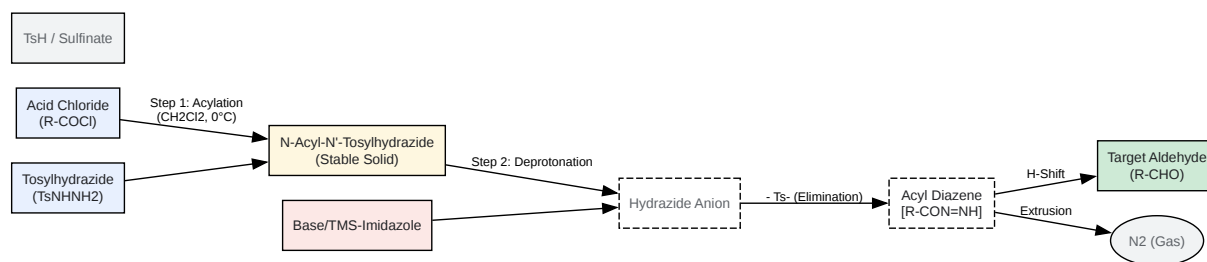 TsH / Sulfinate
Acid Chloride
(R-COCl)
Step 1: Acylation
(CH2Cl2, 0°C)
Tosylhydrazide
(TsNHNH2)
N-Acyl-N'-Tosylhydrazide
(Stable Solid)
Step 2: Deprotonation
Base/TMS-Imidazole
Hydrazide Anion
- Ts- (Elimination)
Acyl Diazene
[R-CON=NH]
H-Shift
Target Aldehyde
(R-CHO)
Extrusion
N2 (Gas)